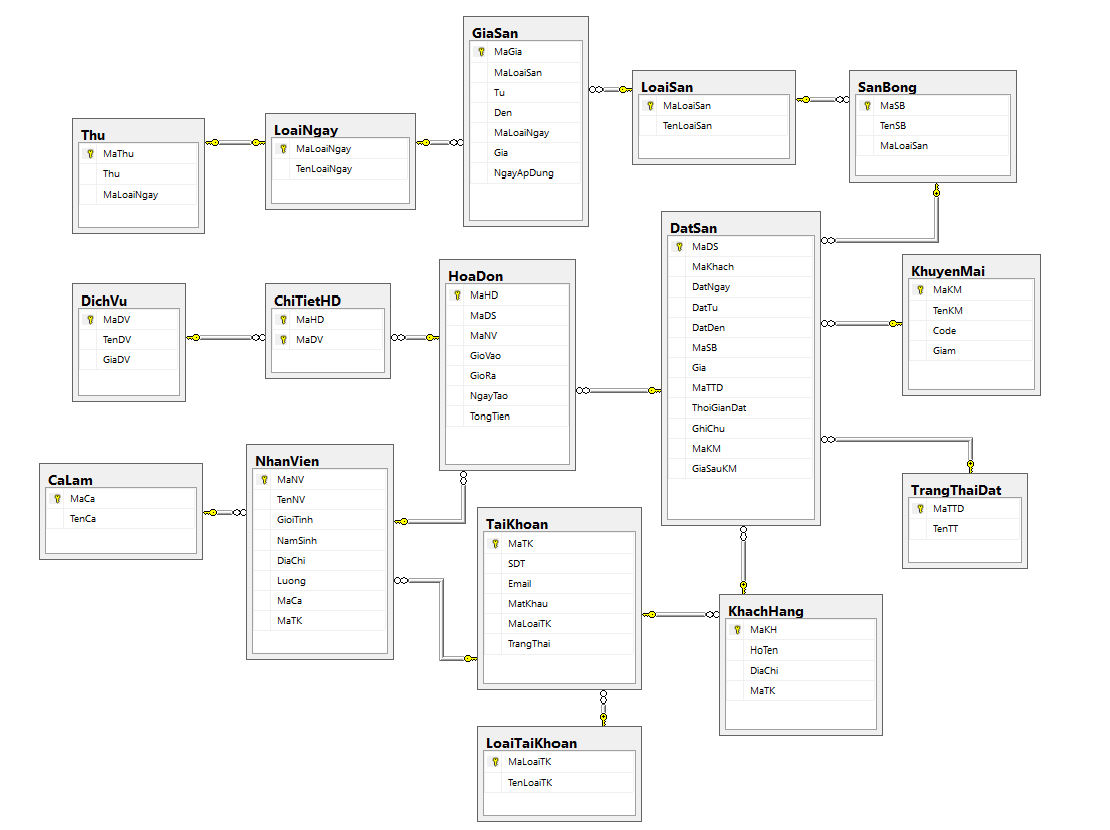 GiaSan
MaGia
MaLoaiSan
Tu
Den
MaLoaiNgay
Gia
NgayApDung
LoaiSan
MaLoaiSan
TenLoaiSan
SanBong
MaSB
TenSB
MaLoaiSan
Thu
MaThu
Thu
MaLoaiNgay
LoaiNgay
MaLoaiNgay
TenLoaiNgay
DatSan
MaDS
MaKhach
DatNgay
DatTu
DatDen
MaSB
Gia
MaTTD
ThoiGianDat
GhiChu
MaKM
GiaSauKM
KhuyenMai
MaKM
TenKM
Code
Giam
HoaDon
MaHD
MaDS
MaNV
GioVao
GioRa
NgayTao
TongTien
DichVu
MaDV
TenDV
GiaDV
ChiTietHD
MaHD
MaDV
NhanVien
MaNV
TenNV
GioiTinh
NamSinh
DiaChi
Luong
MaCa
MaTK
CaLam
MaCa
TenCa
TaiKhoan
MaTK
SDT
Email
MatKhau
MaLoaiTK
TrangThai
TrangThaiDat
MaTTD
TenTT
KhachHang
MaKH
HoTen
DiaChi
MaTK
LoaiTaiKhoan
MaLoaiTK
TenLoaiTK